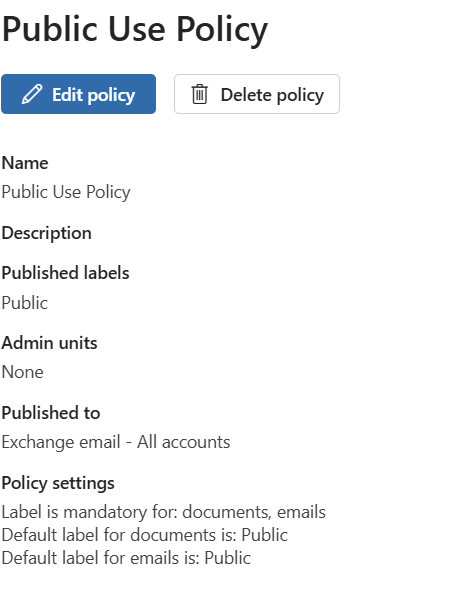 Public Use Policy
Edit policy
Delete policy
Name
Public Use Policy
Description
Published labels
Public
Admin units
None
Published to
Exchange email - All accounts
Policy settings
Label is mandatory for: documents, emails
Default label for documents is: Public
Default label for emails is: Public